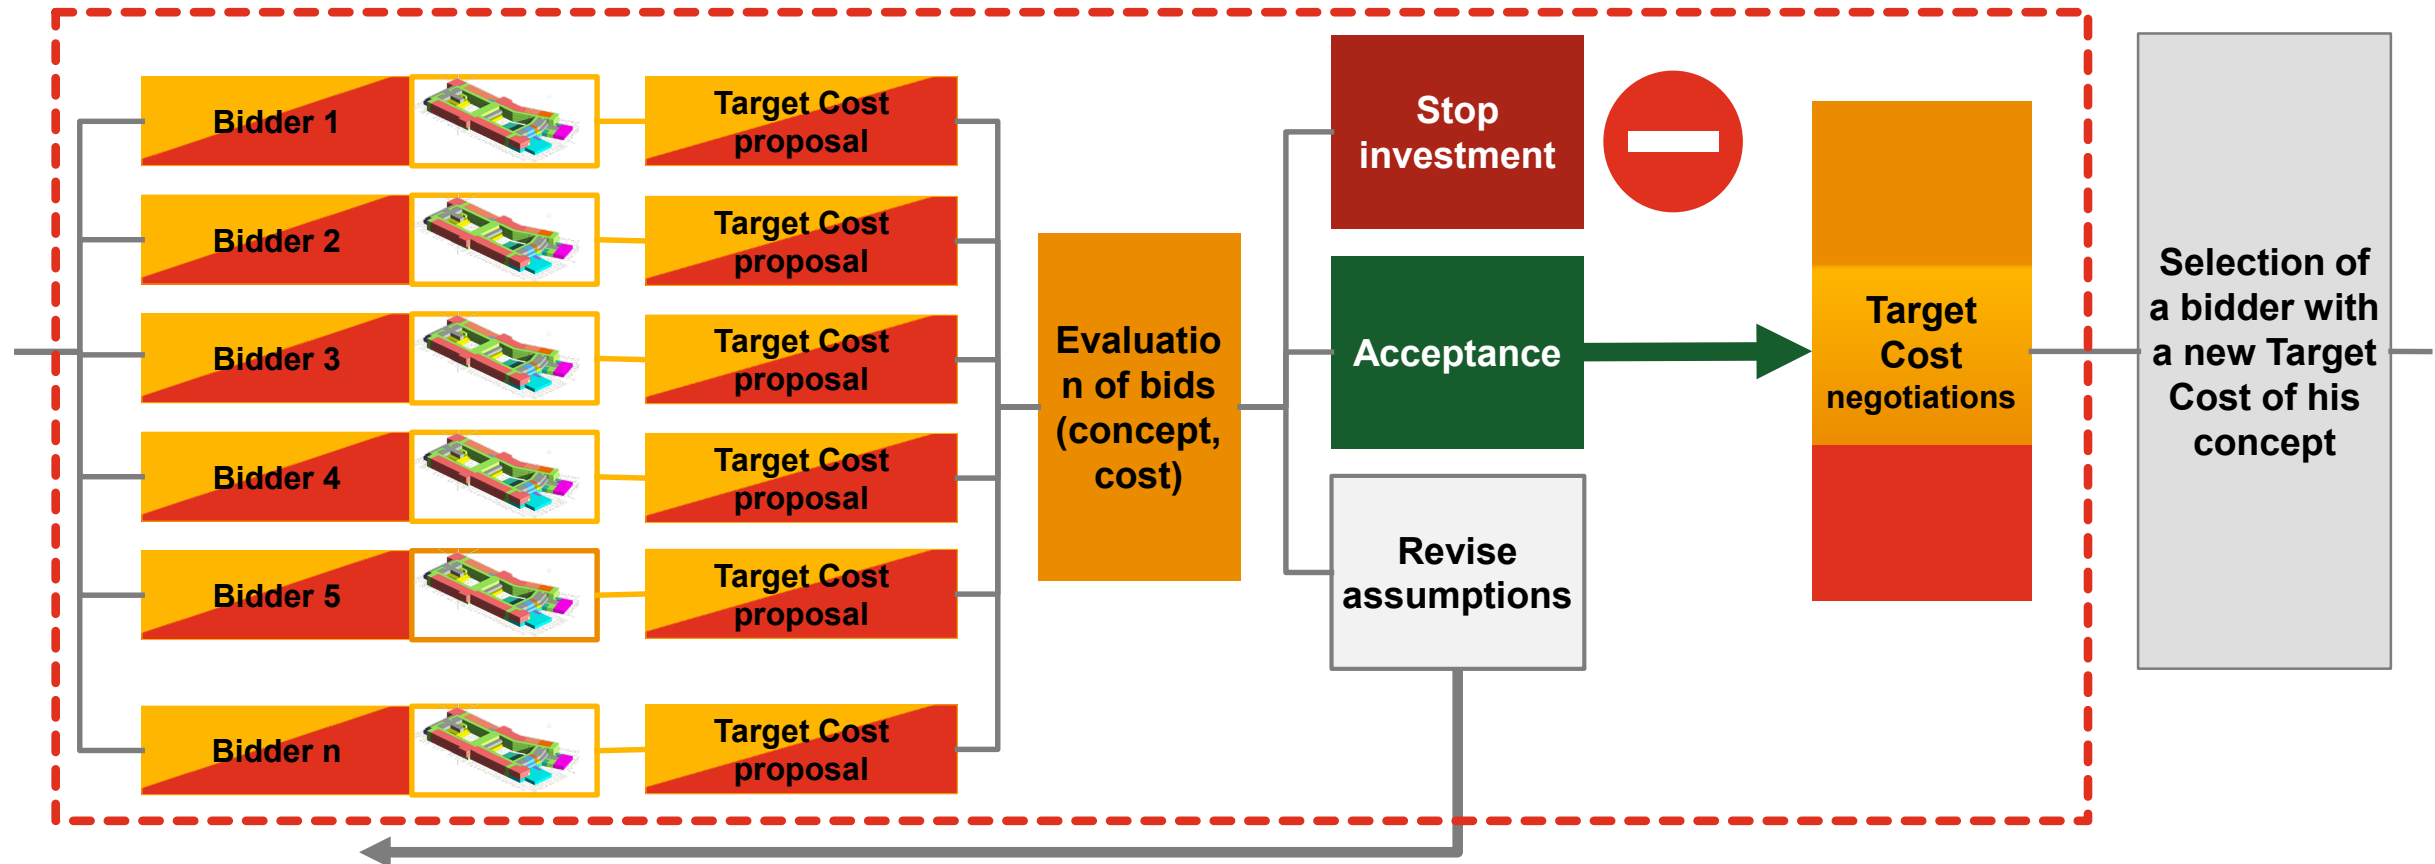 Bidder 1
Target Cost
proposal
Bidder 2
Target Cost
proposal
Bidder 3
Target Cost
proposal
Bidder 4
Target Cost
proposal
Bidder 5
Target Cost
proposal
Bidder n
Target Cost
proposal
Evaluatio
n of bids
(concept,
cost)
Stop
investment
Acceptance
Revise
assumptions
Target
Cost
negotiations
Selection of
a bidder with
a new Target
Cost of his
concept